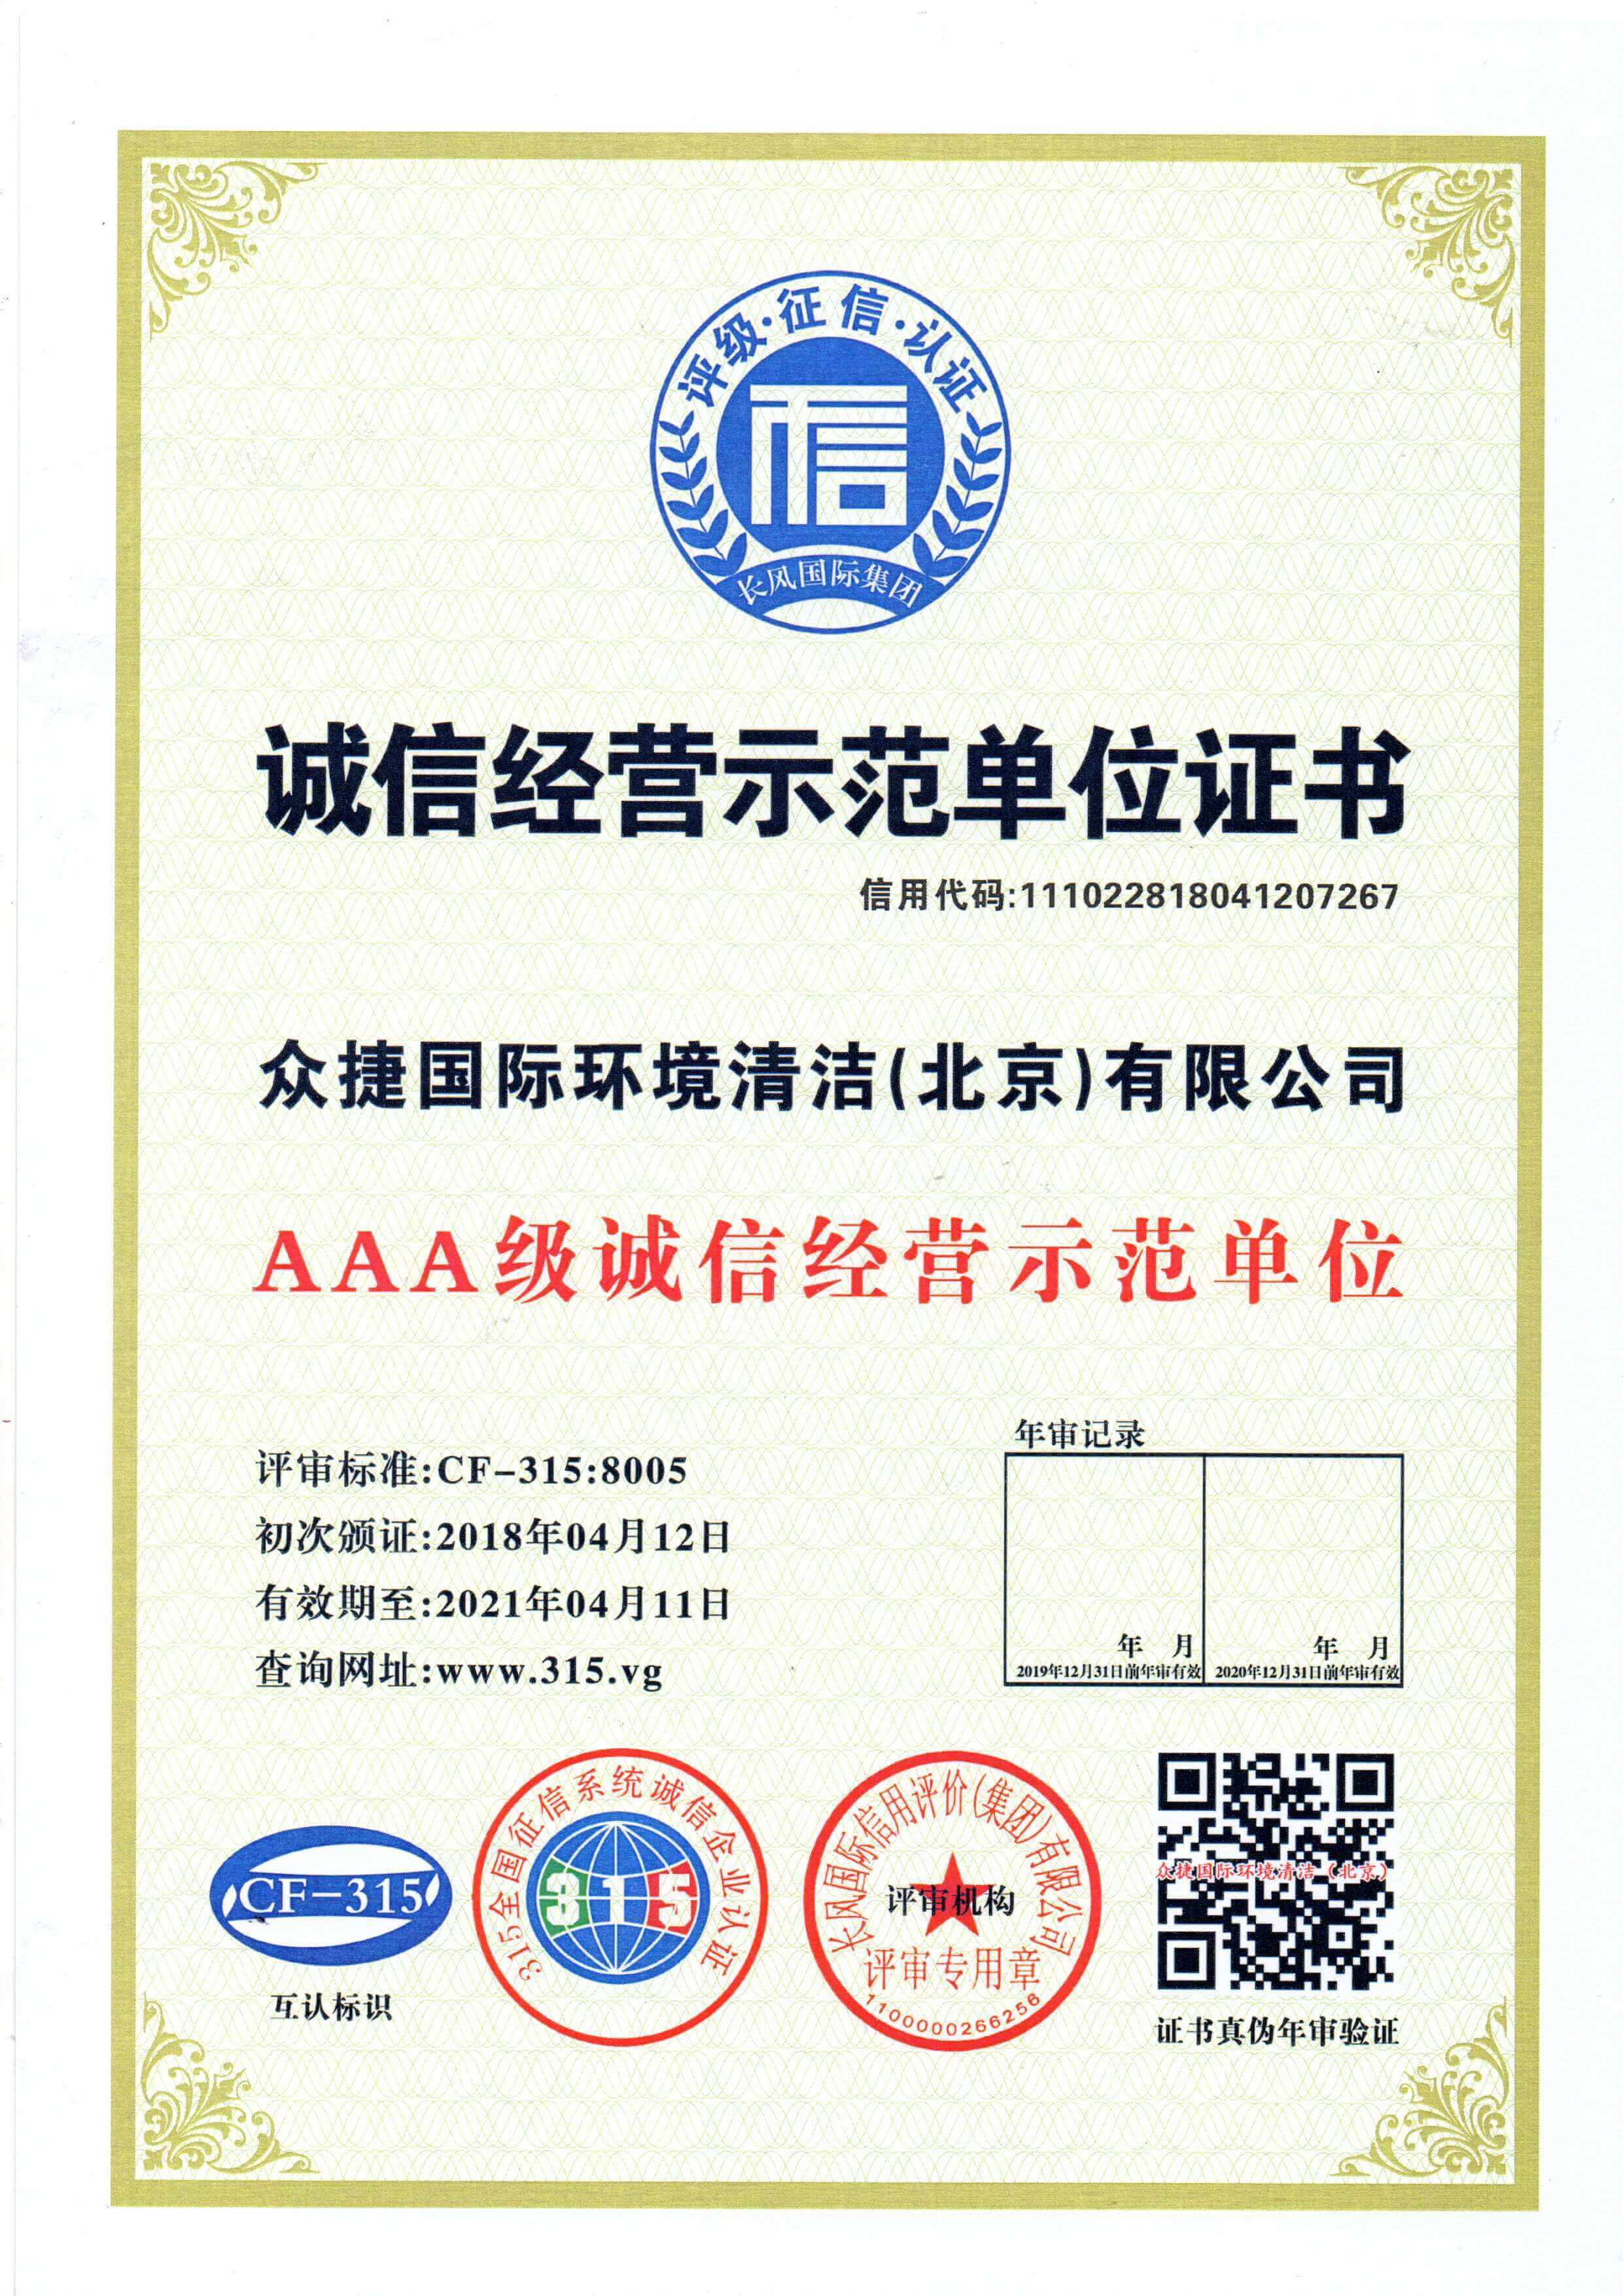 评级·征信·认证
信
长风国际集团
诚信经营示范单位证书
信用代码:111022818041207267
众捷国际环境清洁(北京)有限公司
AAA级诚信经营示范单位
评审标准:CF-315:8005
初次颁证:2018年04月12日
有效期至:2021年04月11日
查询网址:www.315.vg
年审记录
年 月 年 月
2019年12月31日前年审有效 2020年12月31日前年审有效
CF-315
互认标识
315全国征信系统诚信企业认证
315
长风国际信用评价(集团)有限公司
评审机构
评审专用章
1100000266256
众捷国际环境清洁（北京）
证书真伪年审验证